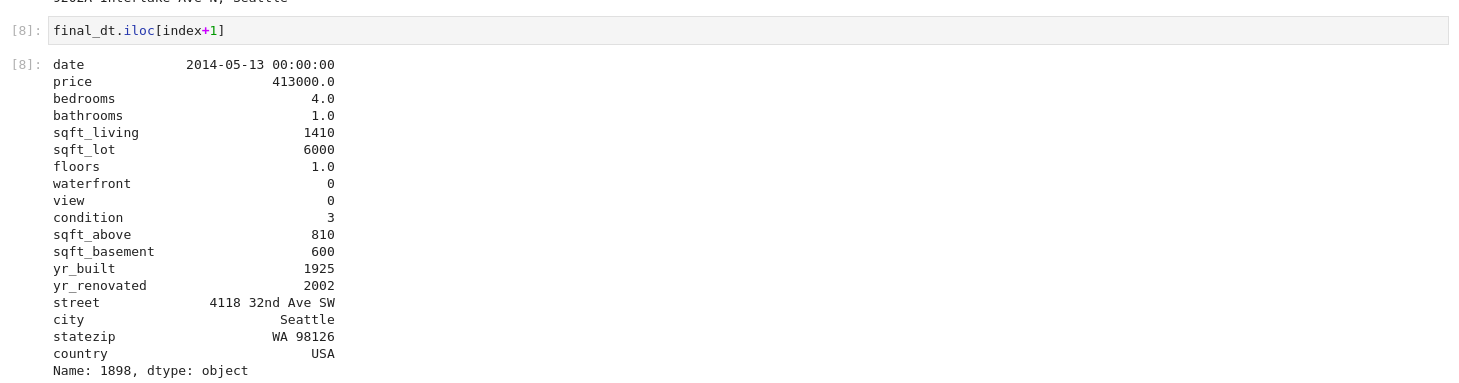 [8]: final_dt.iloc[index+1]
[8]: date 2014-05-13 00:00:00
price 413000.0
bedrooms 4.0
bathrooms 1.0
sqft_living 1410
sqft_lot 6000
floors 1.0
waterfront 0
view 0
condition 3
sqft_above 810
sqft_basement 600
yr_built 1925
yr_renovated 2002
street 4118 32nd Ave SW
city Seattle
statezip WA 98126
country USA
Name: 1898, dtype: object